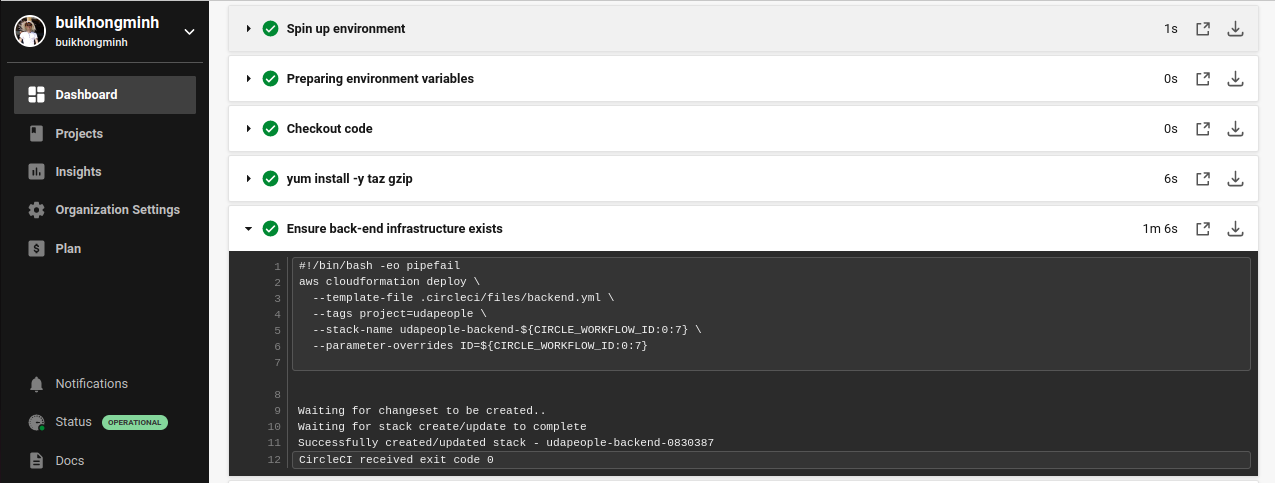 buikhongminh
buikhongminh
Dashboard
Projects
Insights
Organization Settings
Plan
Notifications
Status OPERATIONAL
Docs
Spin up environment 1s
Preparing environment variables 0s
Checkout code 0s
yum install -y taz gzip 6s
Ensure back-end infrastructure exists 1m 6s
1 #!/bin/bash -eo pipefail
2 aws cloudformation deploy \
3   --template-file .circleci/files/backend.yml \
4   --tags project=udapeople \
5   --stack-name udapeople-backend-${CIRCLE_WORKFLOW_ID:0:7} \
6   --parameter-overrides ID=${CIRCLE_WORKFLOW_ID:0:7}
7
8
9 Waiting for changeset to be created..
10 Waiting for stack create/update to complete
11 Successfully created/updated stack - udapeople-backend-0830387
12 CircleCI received exit code 0